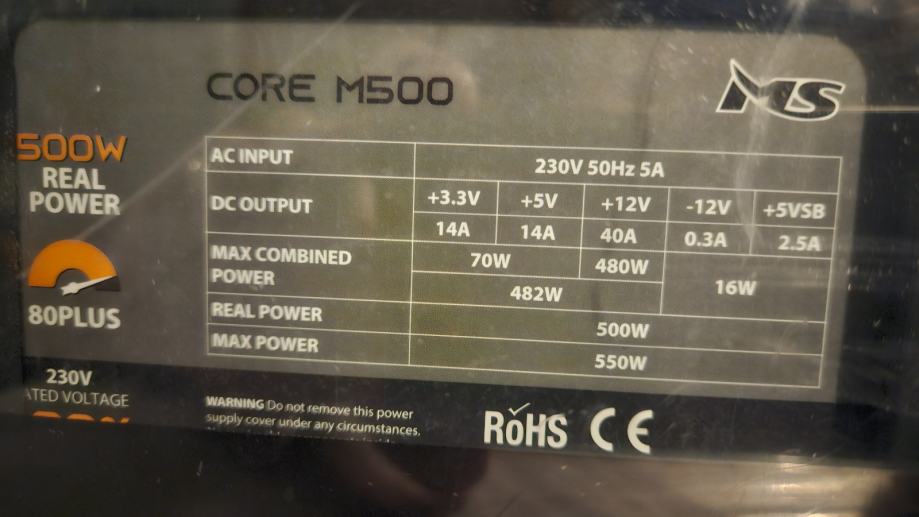 CORE M500
MS
500W
REAL
POWER
80PLUS
230V
ATED VOLTAGE
AC INPUT 230V 50Hz 5A
DC OUTPUT +3.3V +5V +12V -12V +5VSB
14A 14A 40A 0.3A 2.5A
MAX COMBINED POWER 70W 480W 16W
482W
REAL POWER 500W
MAX POWER 550W
WARNING Do not remove this power
supply cover under any circumstances.
RoHS CE